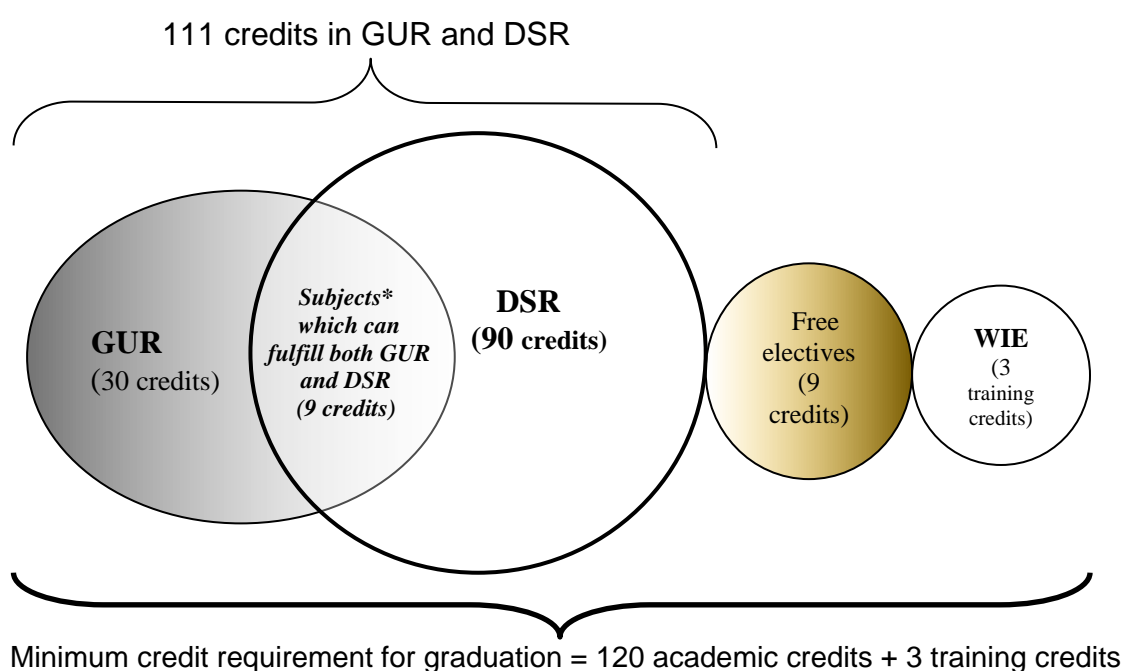 111 credits in GUR and DSR
GUR
(30 credits)
Subjects*
which can
fulfill both GUR
and DSR
(9 credits)
DSR
(90 credits)
Free
electives
(9
credits)
WIE
(3
training
credits)
Minimum credit requirement for graduation = 120 academic credits + 3 training credits